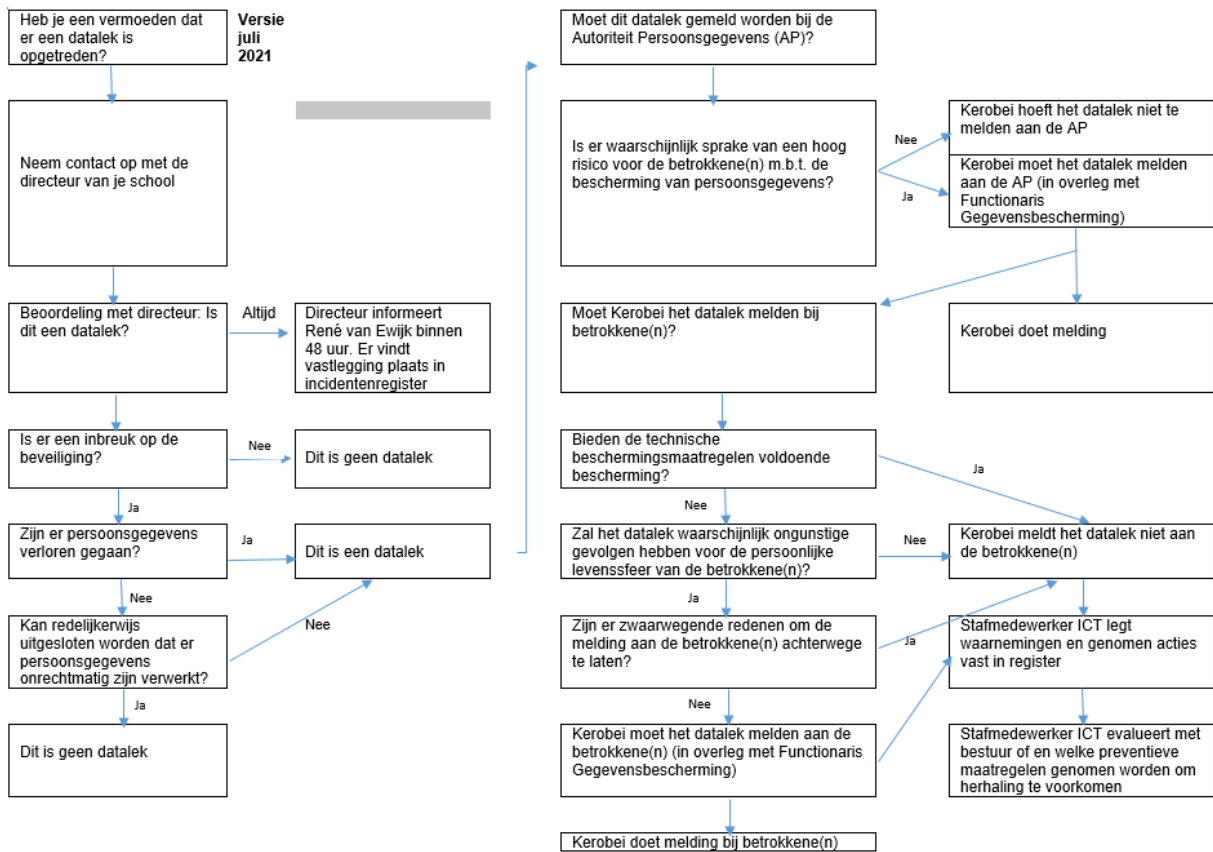 Heb je een vermoeden dat
er een datalek is
opgetreden?
Versie
juli
2021
Neem contact op met de
directeur van je school
Beoordeling met directeur: Is
dit een datalek?
Altijd
Directeur informeert
René van Ewijk binnen
48 uur. Er vindt
vastlegging plaats in
incidentenregister
Is er een inbreuk op de
beveiliging?
Nee
Dit is geen datalek
Ja
Zijn er persoonsgegevens
verloren gegaan?
Ja
Dit is een datalek
Nee
Kan redelijkerwijs
uitgesloten worden dat er
persoonsgegevens
onrechtmatig zijn verwerkt?
Nee
Ja
Dit is geen datalek
Moet dit datalek gemeld worden bij de
Autoriteit Persoonsgegevens (AP)?
Is er waarschijnlijk sprake van een hoog
risico voor de betrokkene(n) m.b.t. de
bescherming van persoonsgegevens?
Nee
Kerobei hoeft het datalek niet te
melden aan de AP
Ja
Kerobei moet het datalek melden
aan de AP (in overleg met
Functionaris
Gegevensbescherming)
Moet Kerobei het datalek melden bij
betrokkene(n)?
Kerobei doet melding
Bieden de technische
beschermingsmaatregelen voldoende
bescherming?
Ja
Nee
Zal het datalek waarschijnlijk ongunstige
gevolgen hebben voor de persoonlijke
levenssfeer van de betrokkene(n)?
Nee
Kerobei meldt het datalek niet aan
de betrokkene(n)
Ja
Zijn er zwaarwegende redenen om de
melding aan de betrokkene(n) achterwege
te laten?
Ja
Stafmedewerker ICT legt
waarnemingen en genomen acties
vast in register
Nee
Kerobei moet het datalek melden aan de
betrokkene(n) (in overleg met Functionaris
Gegevensbescherming)
Stafmedewerker ICT evalueert met
bestuur of en welke preventieve
maatregelen genomen worden om
herhaling te voorkomen
Kerobei doet melding bij betrokkene(n)